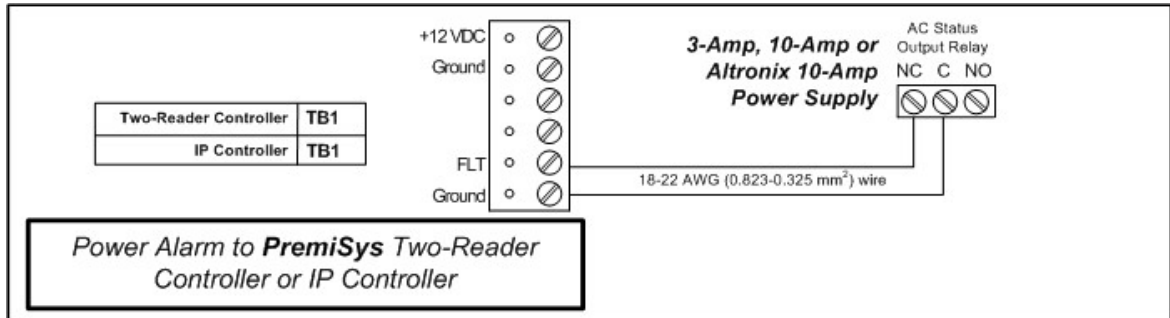 +12 VDC
Ground
FLT
Ground
Two-Reader Controller TB1
IP Controller TB1
3-Amp, 10-Amp or
Altronix 10-Amp
Power Supply
AC Status
Output Relay
NC C NO
18-22 AWG (0.823-0.325 mm²) wire
Power Alarm to PremiSys Two-Reader
Controller or IP Controller